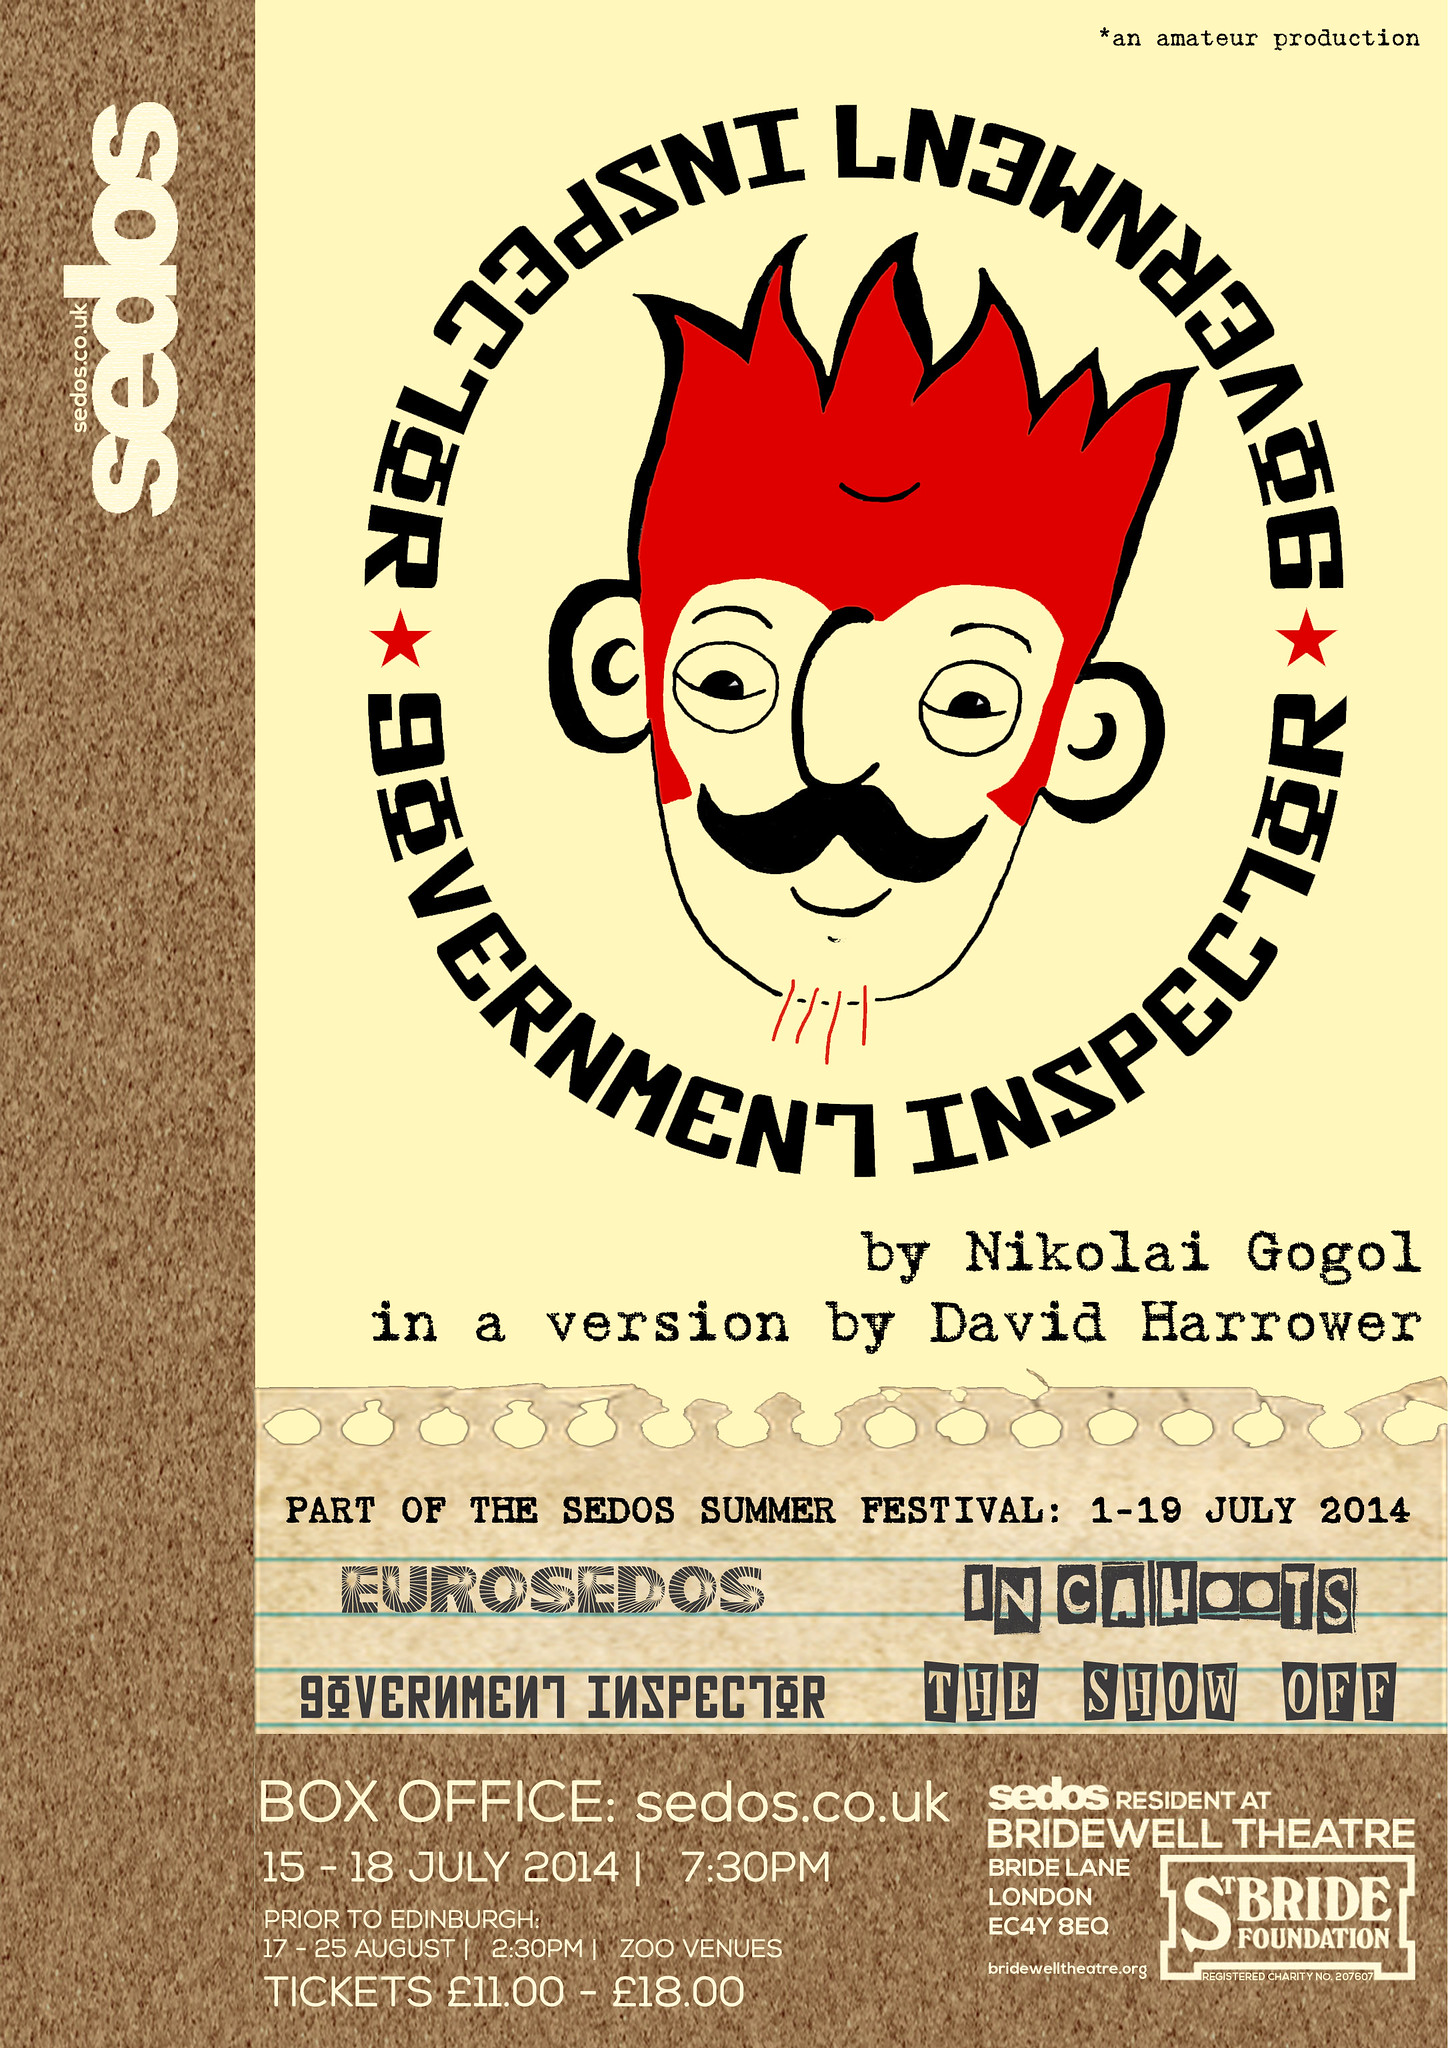 *an amateur production
sedos
sedos.co.uk
GOVERNMENT INSPECTOR
GOVERNMENT INSPECTOR
by Nikolai Gogol
in a version by David Harrower
PART OF THE SEDOS SUMMER FESTIVAL: 1-19 JULY 2014
EUROSEDOS
IN CAHOOTS
GOVERNMENT INSPECTOR
THE SHOW OFF
BOX OFFICE: sedos.co.uk
15 - 18 JULY 2014 | 7:30PM
PRIOR TO EDINBURGH:
17 - 25 AUGUST | 2:30PM | ZOO VENUES
TICKETS £11.00 - £18.00
sedos RESIDENT AT
BRIDEWELL THEATRE
BRIDE LANE
LONDON
EC4Y 8EQ
bridewelltheatre.org
ST BRIDE
FOUNDATION
REGISTERED CHARITY NO. 207607